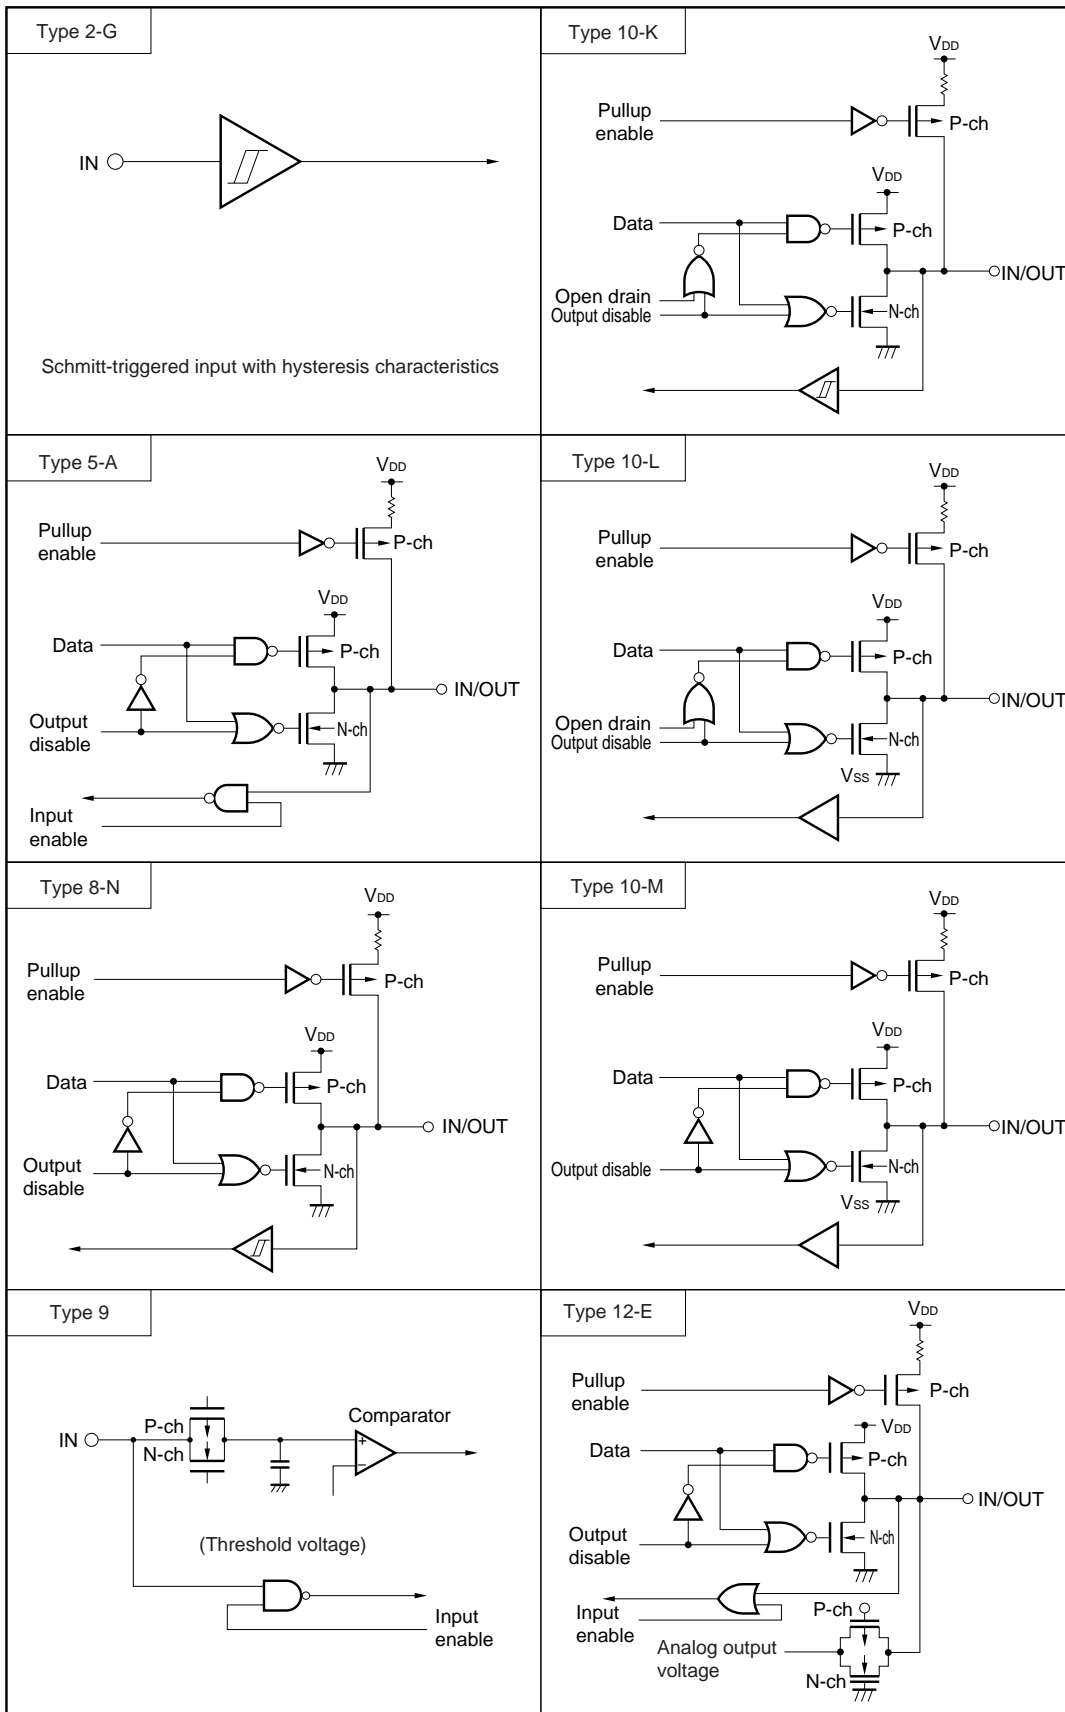 Type 2-G
IN
Schmitt-triggered input with hysteresis characteristics
Type 10-K
VDD
Pullup
enable
P-ch
VDD
Data
P-ch
IN/OUT
Open drain
Output disable
N-ch
Type 5-A
VDD
Pullup
enable
P-ch
VDD
Data
P-ch
IN/OUT
Output
disable
N-ch
Input
enable
Type 10-L
VDD
Pullup
enable
P-ch
VDD
Data
P-ch
IN/OUT
Open drain
Output disable
N-ch
VSS
Type 8-N
VDD
Pullup
enable
P-ch
VDD
Data
P-ch
IN/OUT
Output
disable
N-ch
Type 10-M
VDD
Pullup
enable
P-ch
VDD
Data
P-ch
IN/OUT
Output disable
N-ch
VSS
Type 9
IN
P-ch
N-ch
Comparator
+
−
(Threshold voltage)
Input
enable
Type 12-E
VDD
Pullup
enable
P-ch
VDD
Data
P-ch
IN/OUT
Output
disable
N-ch
Input
enable
P-ch
Analog output
voltage
N-ch